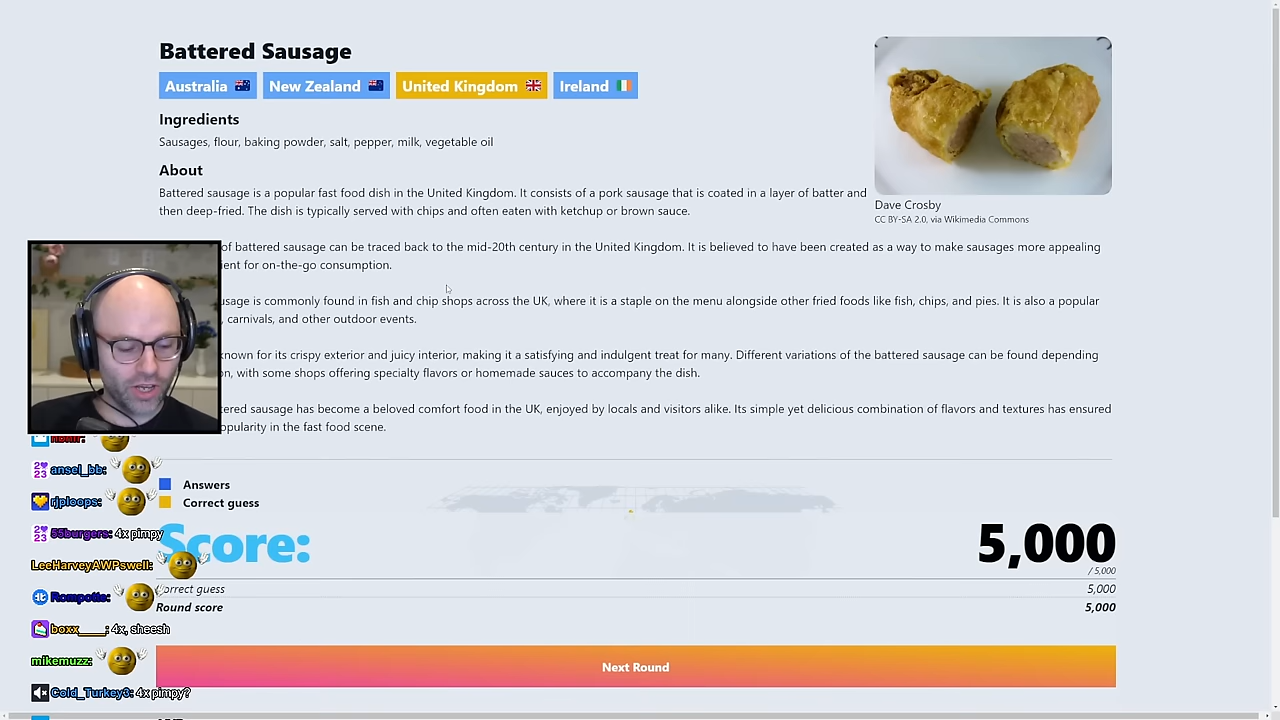 Battered Sausage
Australia
New Zealand
United Kingdom
Ireland
Ingredients
Sausages, flour, baking powder, salt, pepper, milk, vegetable oil
About
Battered sausage is a popular fast food dish in the United Kingdom. It consists of a pork sausage that is coated in a layer of batter and
then deep-fried. The dish is typically served with chips and often eaten with ketchup or brown sauce.
Dave Crosby
CC BY-SA 2.0, via Wikimedia Commons
of battered sausage can be traced back to the mid-20th century in the United Kingdom. It is believed to have been created as a way to make sausages more appealing
ient for on-the-go consumption.
usage is commonly found in fish and chip shops across the UK, where it is a staple on the menu alongside other fried foods like fish, chips, and pies. It is also a popular
, carnivals, and other outdoor events.
known for its crispy exterior and juicy interior, making it a satisfying and indulgent treat for many. Different variations of the battered sausage can be found depending
on, with some shops offering specialty flavors or homemade sauces to accompany the dish.
tered sausage has become a beloved comfort food in the UK, enjoyed by locals and visitors alike. Its simple yet delicious combination of flavors and textures has ensured
opularity in the fast food scene.
Answers
Correct guess
Score:
5,000
/ 5,000
orrect guess
5,000
Round score
5,000
Next Round
ansel_bb:
rjploops:
55burgers: 4x pimpy
LeeHarveyAWPswell:
Rompotte:
boxx____: 4x, sheesh
mikemuzz:
Cold_Turkey3: 4x pimpy?